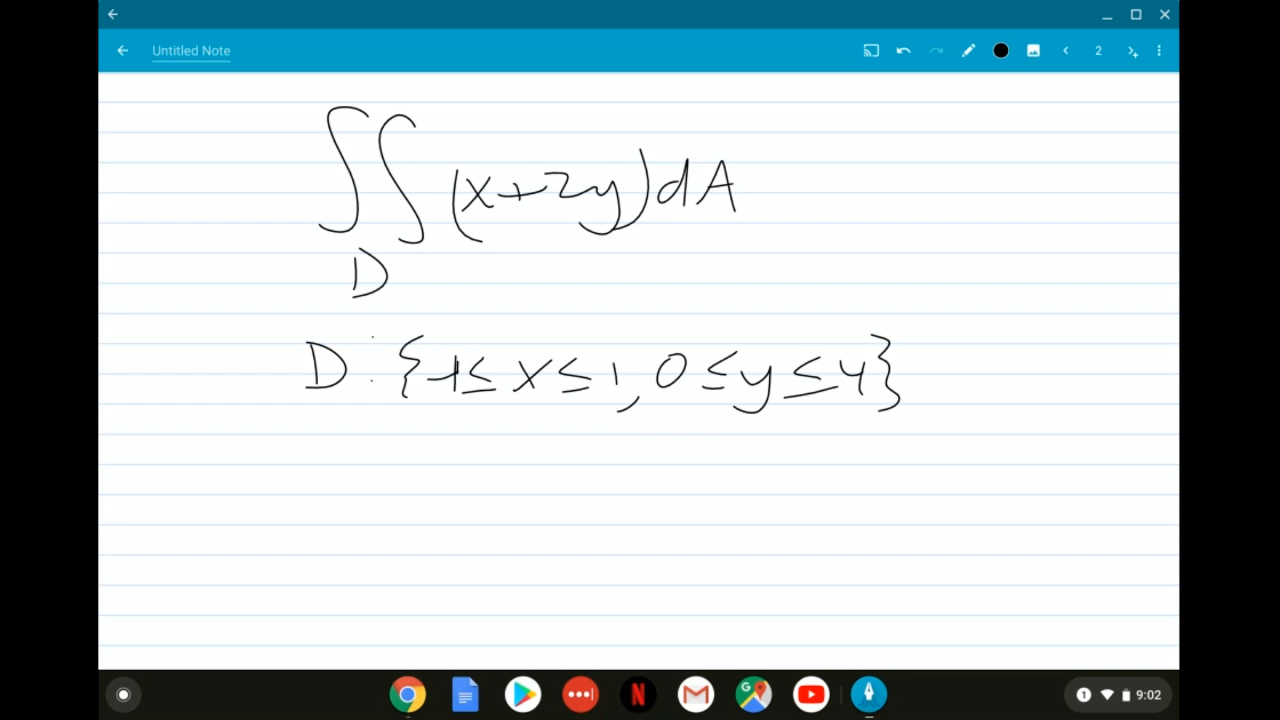 Untitled Note
2
∬ (x+2y)dA
D
D : {-1≤ x ≤ 1, 0 ≤ y ≤ 4}
1 9:02